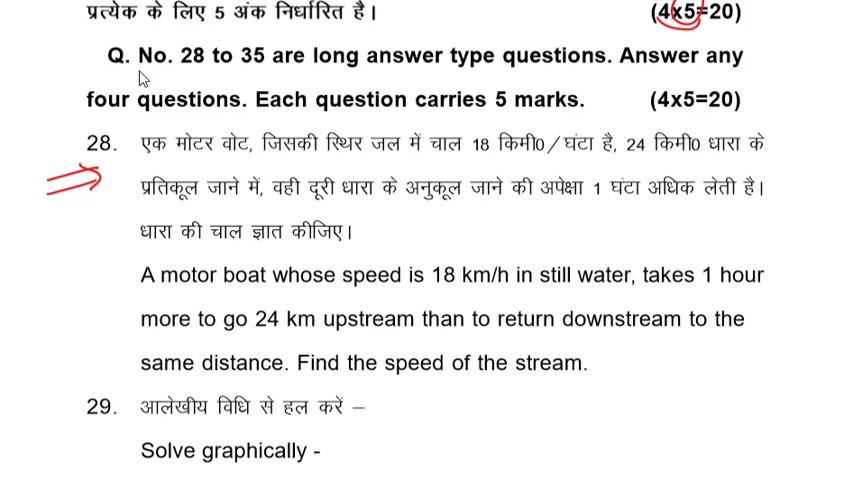 प्रत्येक के लिए 5 अंक निर्धारित है। (4x5=20)
Q. No. 28 to 35 are long answer type questions. Answer any
four questions. Each question carries 5 marks. (4x5=20)
28. एक मोटर वोट, जिसकी स्थिर जल में चाल 18 किमी0/घंटा है, 24 किमी0 धारा के
प्रतिकूल जाने में, वही दूरी धारा के अनुकूल जाने की अपेक्षा 1 घंटा अधिक लेती है।
धारा की चाल ज्ञात कीजिए।
A motor boat whose speed is 18 km/h in still water, takes 1 hour
more to go 24 km upstream than to return downstream to the
same distance. Find the speed of the stream.
29. आलेखीय विधि से हल करें –
Solve graphically -